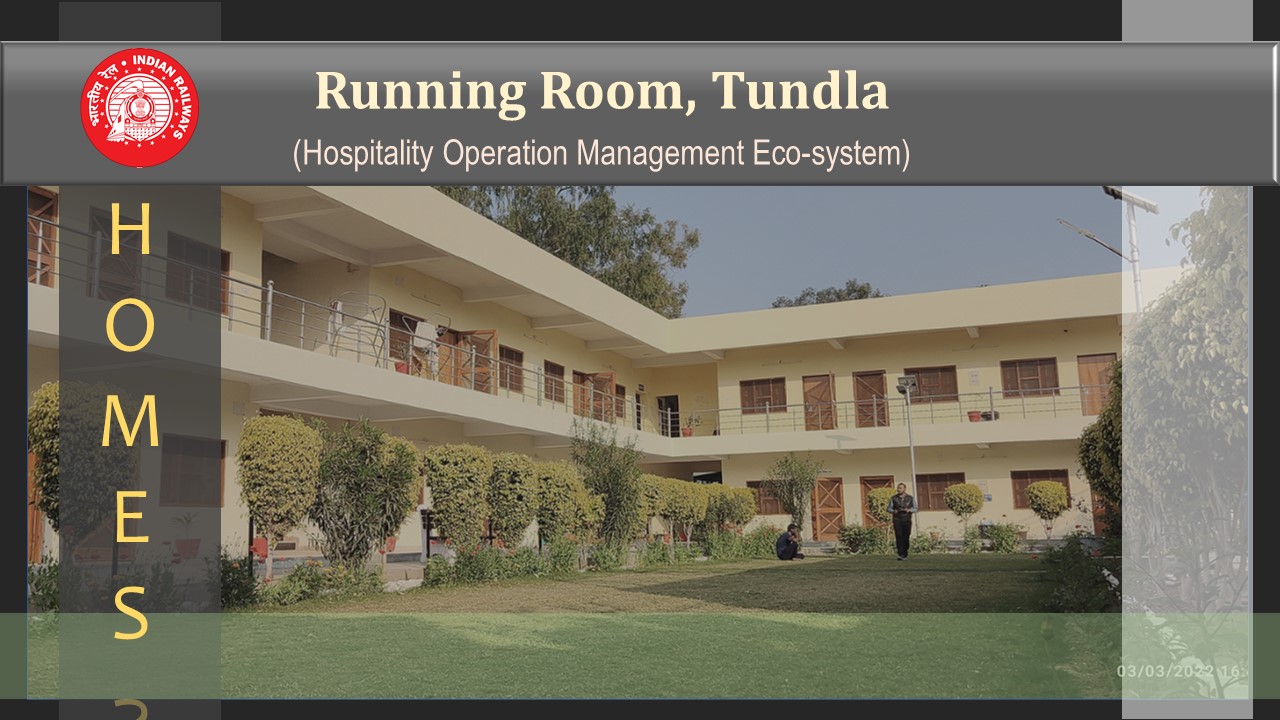 भारतीय रेल • INDIAN RAILWAYS
Running Room, Tundla
(Hospitality Operation Management Eco-system)
H
O
M
E
S
03/03/2022 16: